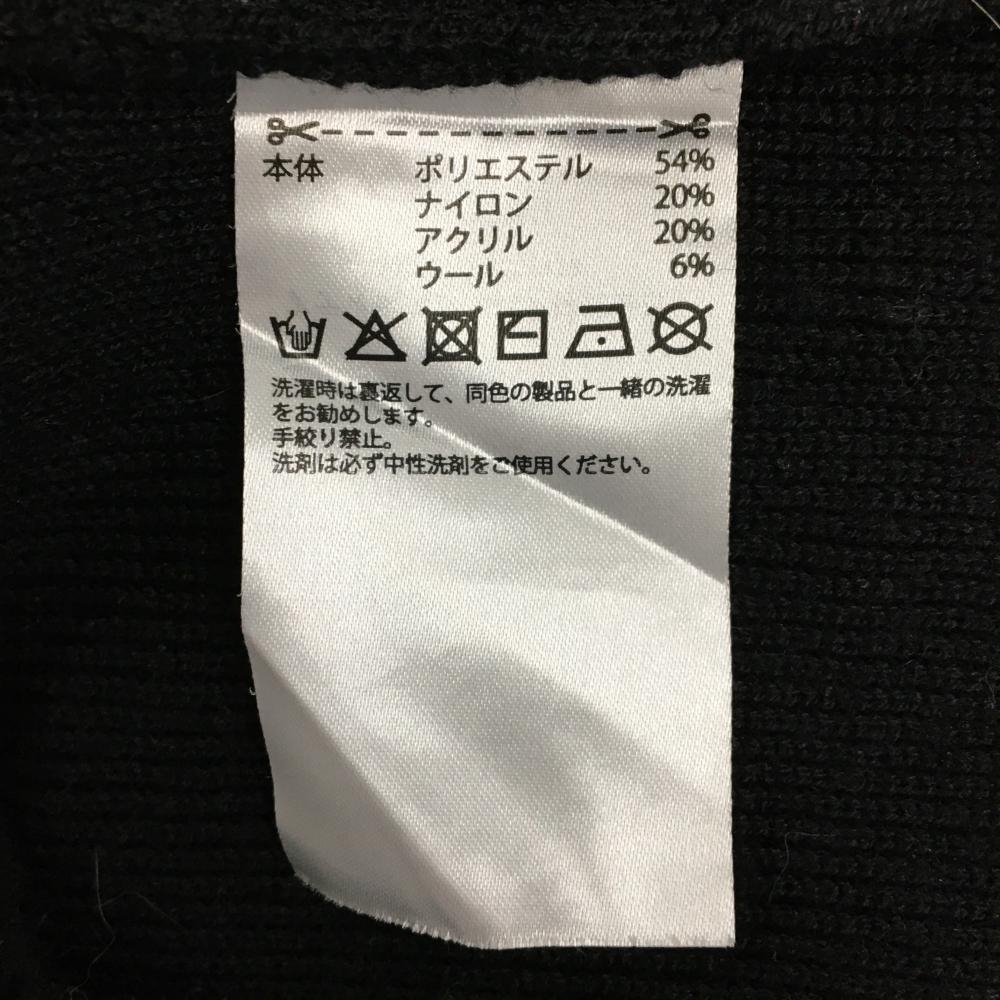 本体 ポリエステル 54%
ナイロン 20%
アクリル 20%
ウール 6%
洗濯時は裏返して、同色の製品と一緒の洗濯
をお勧めします。
手絞り禁止。
洗剤は必ず中性洗剤をご使用ください。